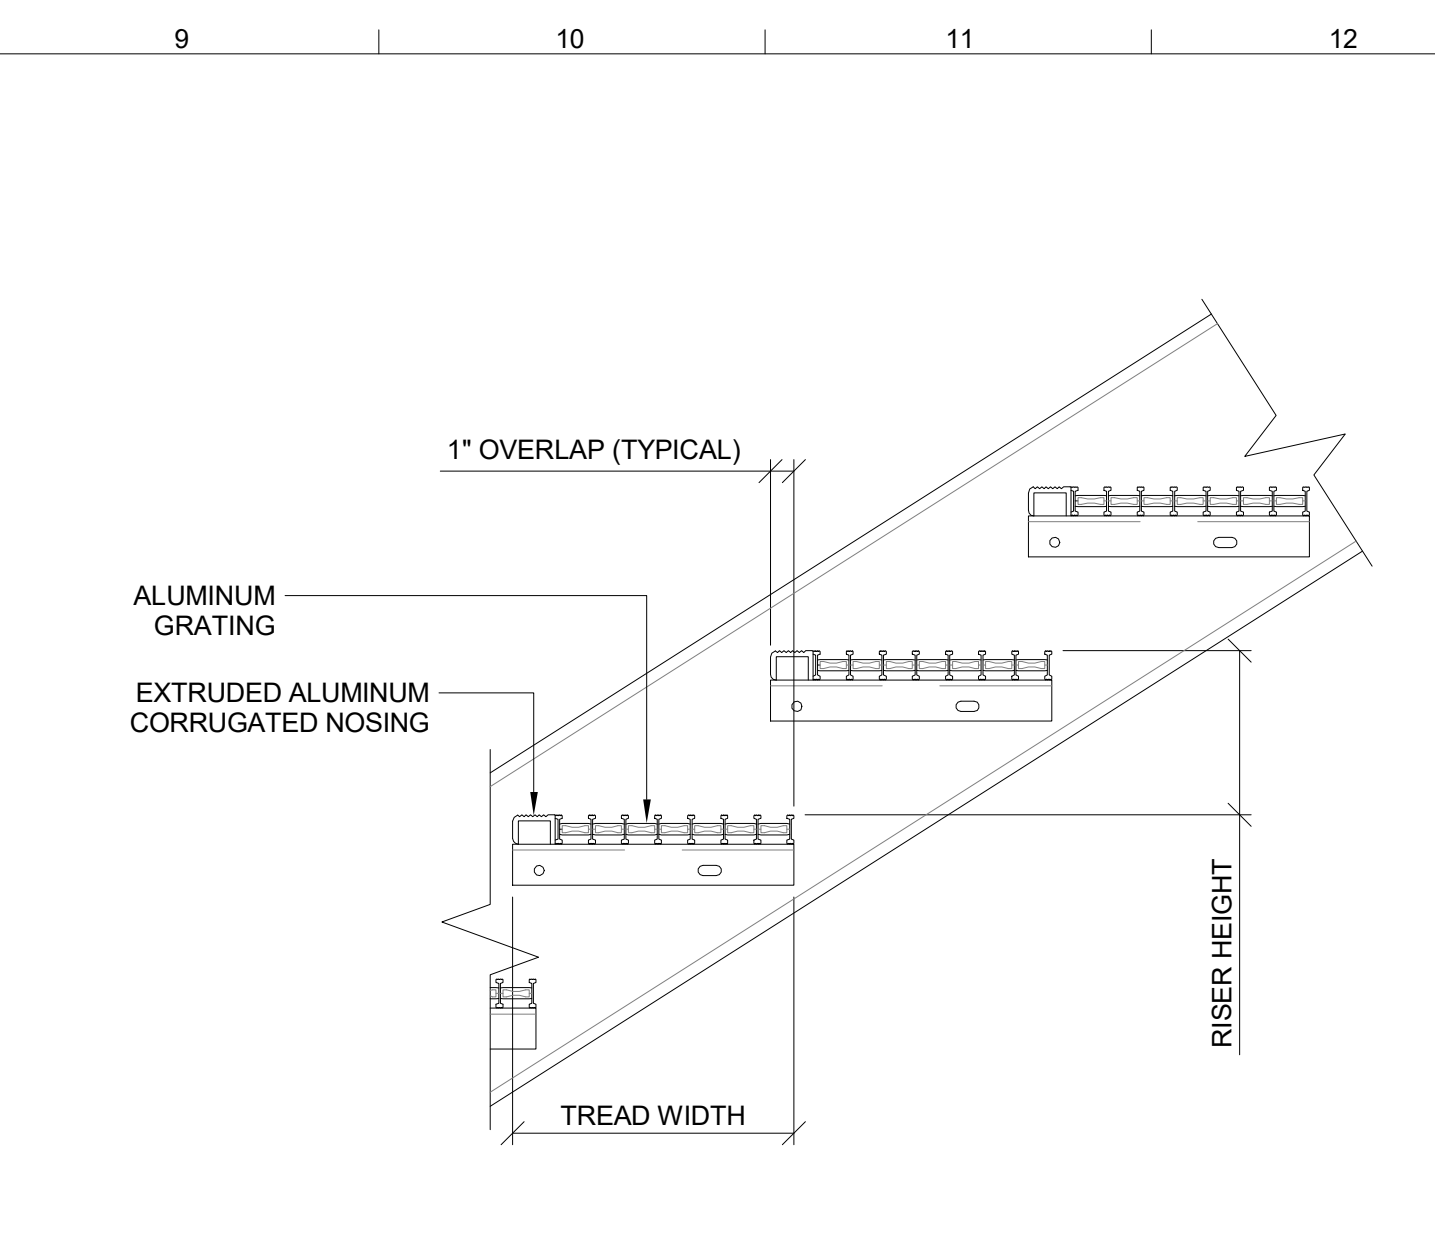 9 10 11 12
1" OVERLAP (TYPICAL)
ALUMINUM
GRATING
EXTRUDED ALUMINUM
CORRUGATED NOSING
RISER HEIGHT
TREAD WIDTH